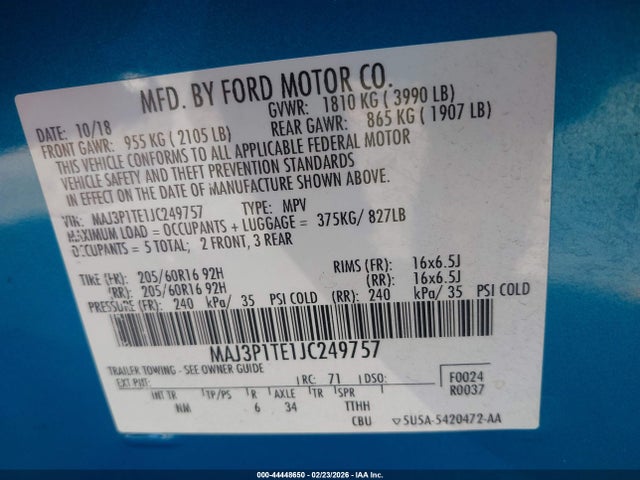 MFD. BY FORD MOTOR CO.
DATE: 10/18 GVWR: 1810 KG ( 3990 LB)
FRONT GAWR: 955 KG ( 2105 LB) REAR GAWR: 865 KG ( 1907 LB)
THIS VEHICLE CONFORMS TO ALL APPLICABLE FEDERAL MOTOR
VEHICLE SAFETY AND THEFT PREVENTION STANDARDS
IN EFFECT ON THE DATE OF MANUFACTURE SHOWN ABOVE.
VIN: MAJ3P1TE1JC249757 TYPE: MPV
MAXIMUM LOAD = OCCUPANTS + LUGGAGE = 375KG/ 827LB
OCCUPANTS = 5 TOTAL; 2 FRONT, 3 REAR
TIRE (FR): 205/60R16 92H RIMS (FR): 16x6.5J
(RR): 205/60R16 92H (RR): 16x6.5J
PRESSURE (FR): 240 kPa/ 35 PSI COLD (RR): 240 kPa/ 35 PSI COLD
MAJ3P1TE1JC249757
TRAILER TOWING - SEE OWNER GUIDE
EXT PNT: RC: 71 DSO: F0024
INT TR TP/PS R AXLE TR SPR R0037
NM 6 34 TTHH
CBU SU5A-5420472-AA
000-44448650 - 02/23/2026 - IAA Inc.